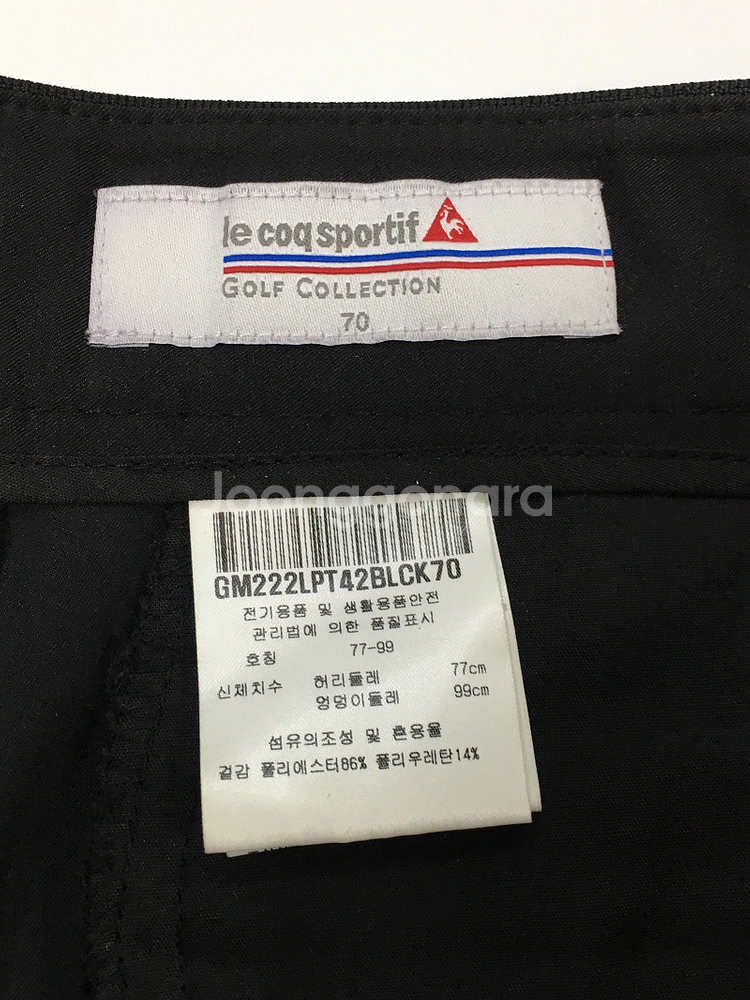 le coq sportif
GOLF COLLECTION
70
Joonggonara
GM222LPT42BLCK70
전기용품 및 생활용품안전
관리법에 의한 품질표시
호칭 77-99
신체치수 허리둘레 77cm
엉덩이둘레 99cm
섬유의조성 및 혼용율
겉감 폴리에스터86% 폴리우레탄14%